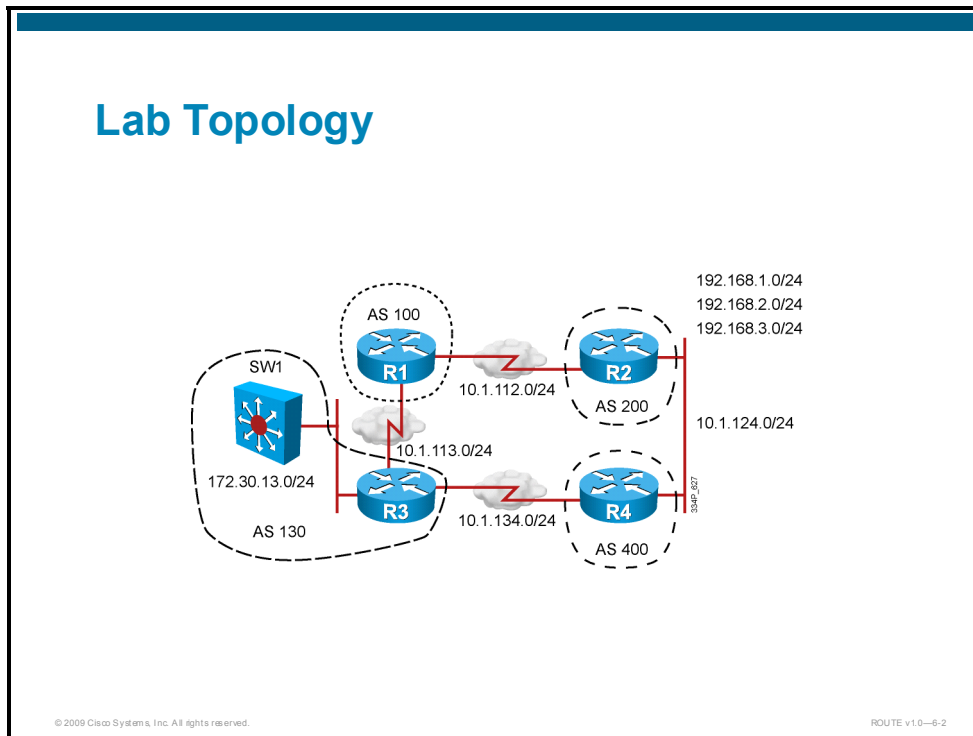 Lab Topology
192.168.1.0/24
192.168.2.0/24
192.168.3.0/24
AS 100
SW1
R1
R2
10.1.112.0/24
AS 200
10.1.124.0/24
10.1.113.0/24
172.30.13.0/24
R3
R4
334P_627
10.1.134.0/24
AS 130
AS 400
© 2009 Cisco Systems, Inc. All rights reserved.
ROUTE v1.0—6-2